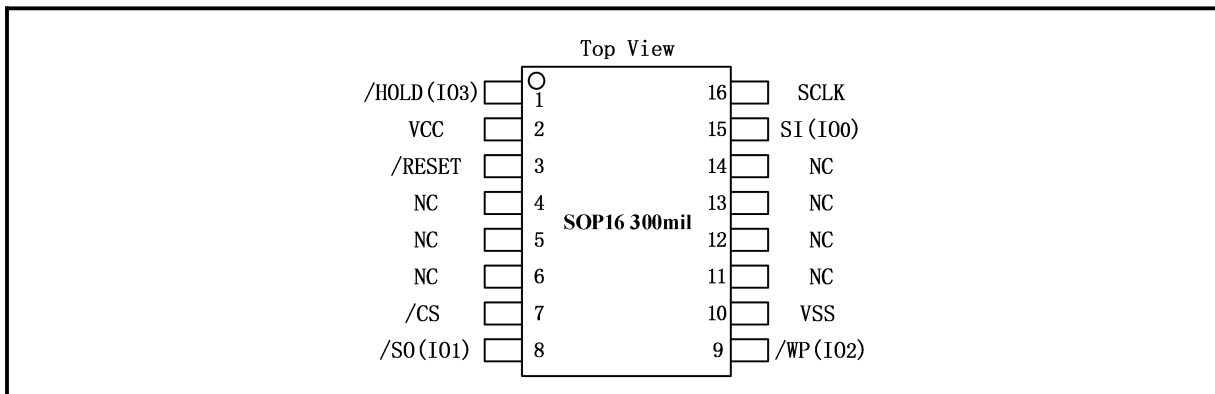 Top View
/HOLD(IO3) 1 16 SCLK
VCC 2 15 SI(IO0)
/RESET 3 14 NC
NC 4 13 NC
SOP16 300mil
NC 5 12 NC
NC 6 11 NC
/CS 7 10 VSS
/SO(IO1) 8 9 /WP(IO2)